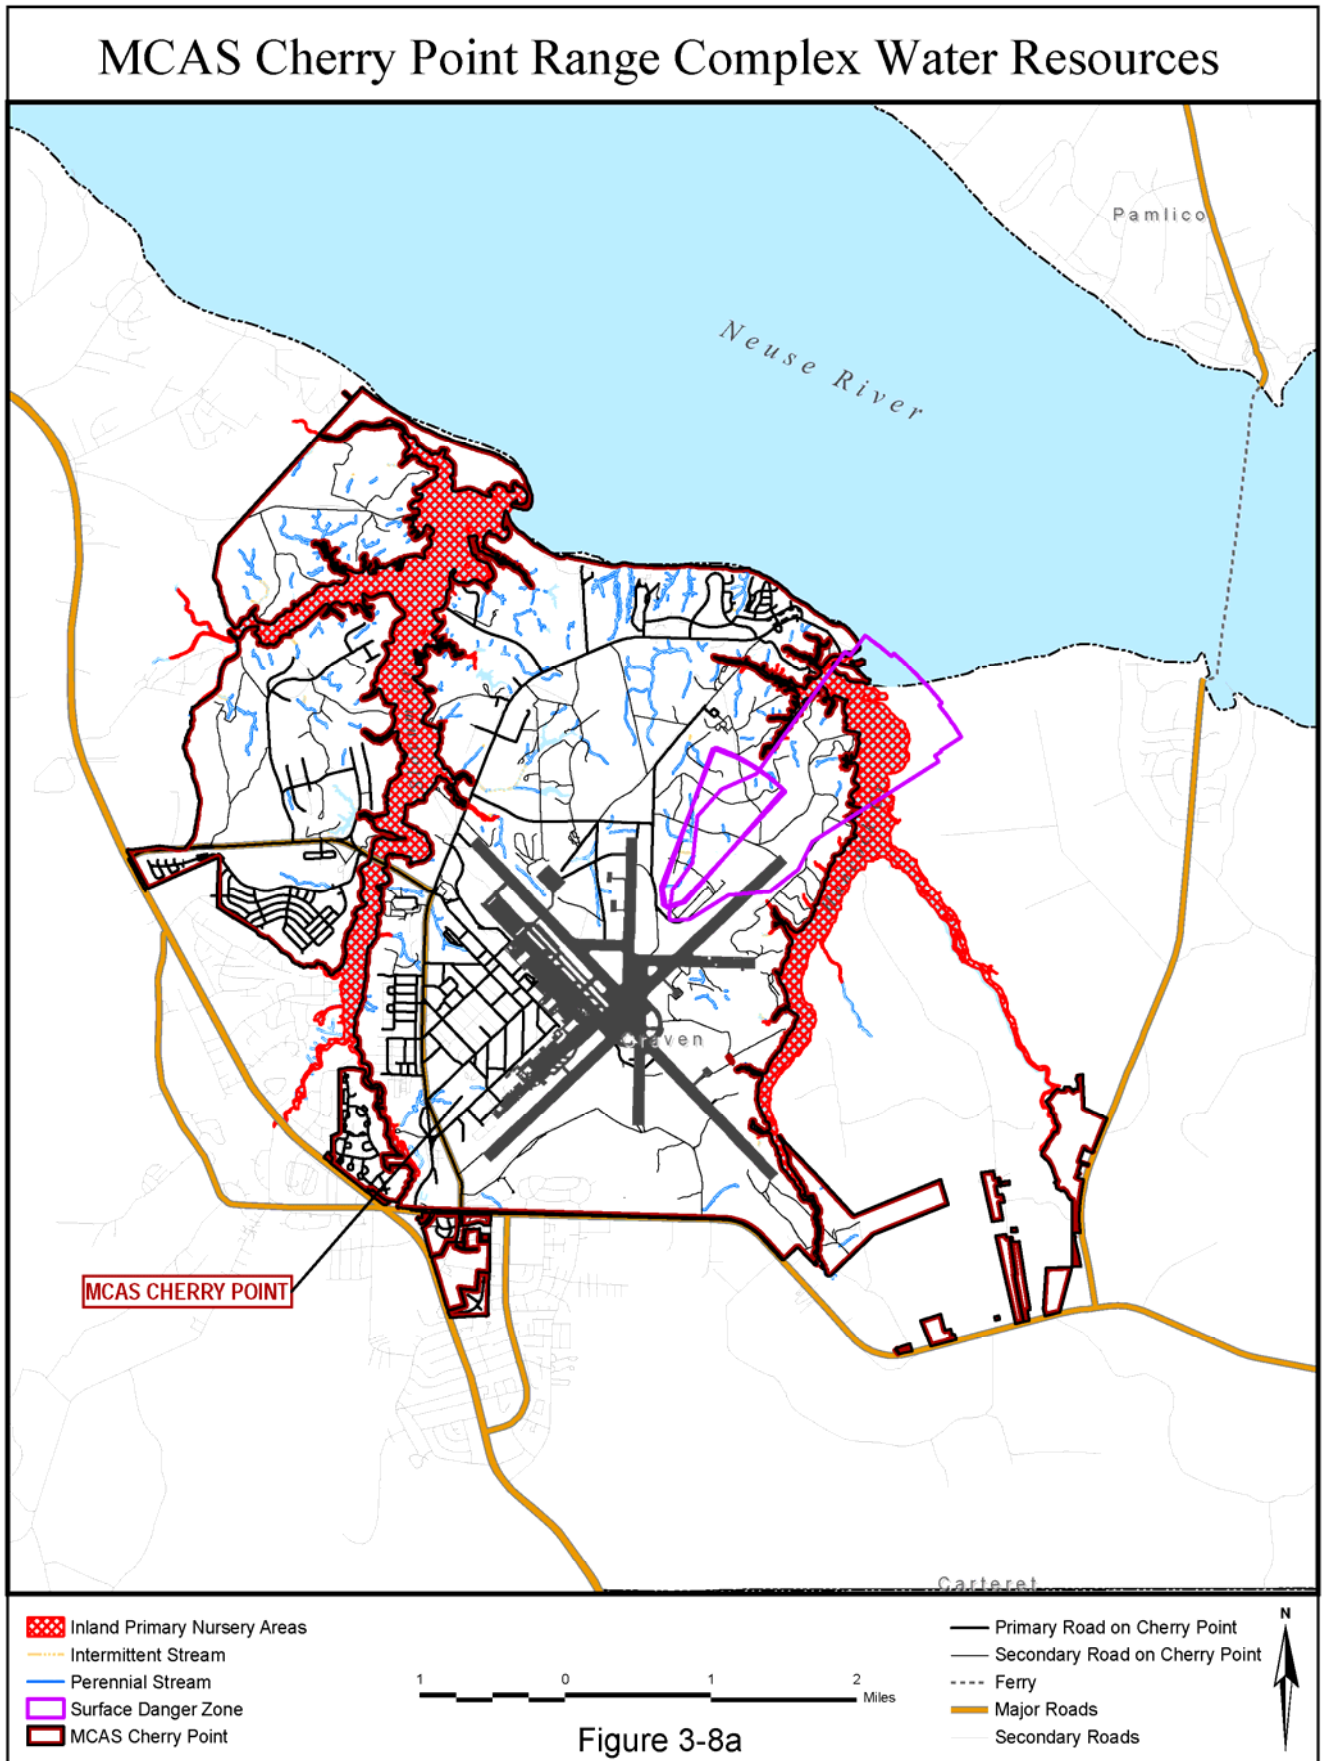 MCAS Cherry Point Range Complex Water Resources
Pamlico
Neuse River
Craven
MCAS CHERRY POINT
Carteret
Inland Primary Nursery Areas
Intermittent Stream
Perennial Stream
Surface Danger Zone
MCAS Cherry Point
1 0 1 2
Miles
Figure 3-8a
Primary Road on Cherry Point
Secondary Road on Cherry Point
Ferry
Major Roads
Secondary Roads
N